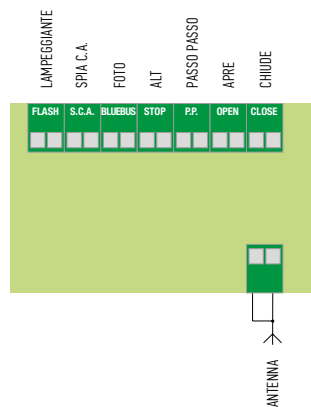 LAMPEGGIANTE
SPIA C.A.
FOTO
ALT
PASSO PASSO
APRE
CHIUDE
FLASH
S.C.A.
BLUEBUS
STOP
P.P.
OPEN
CLOSE
ANTENNA